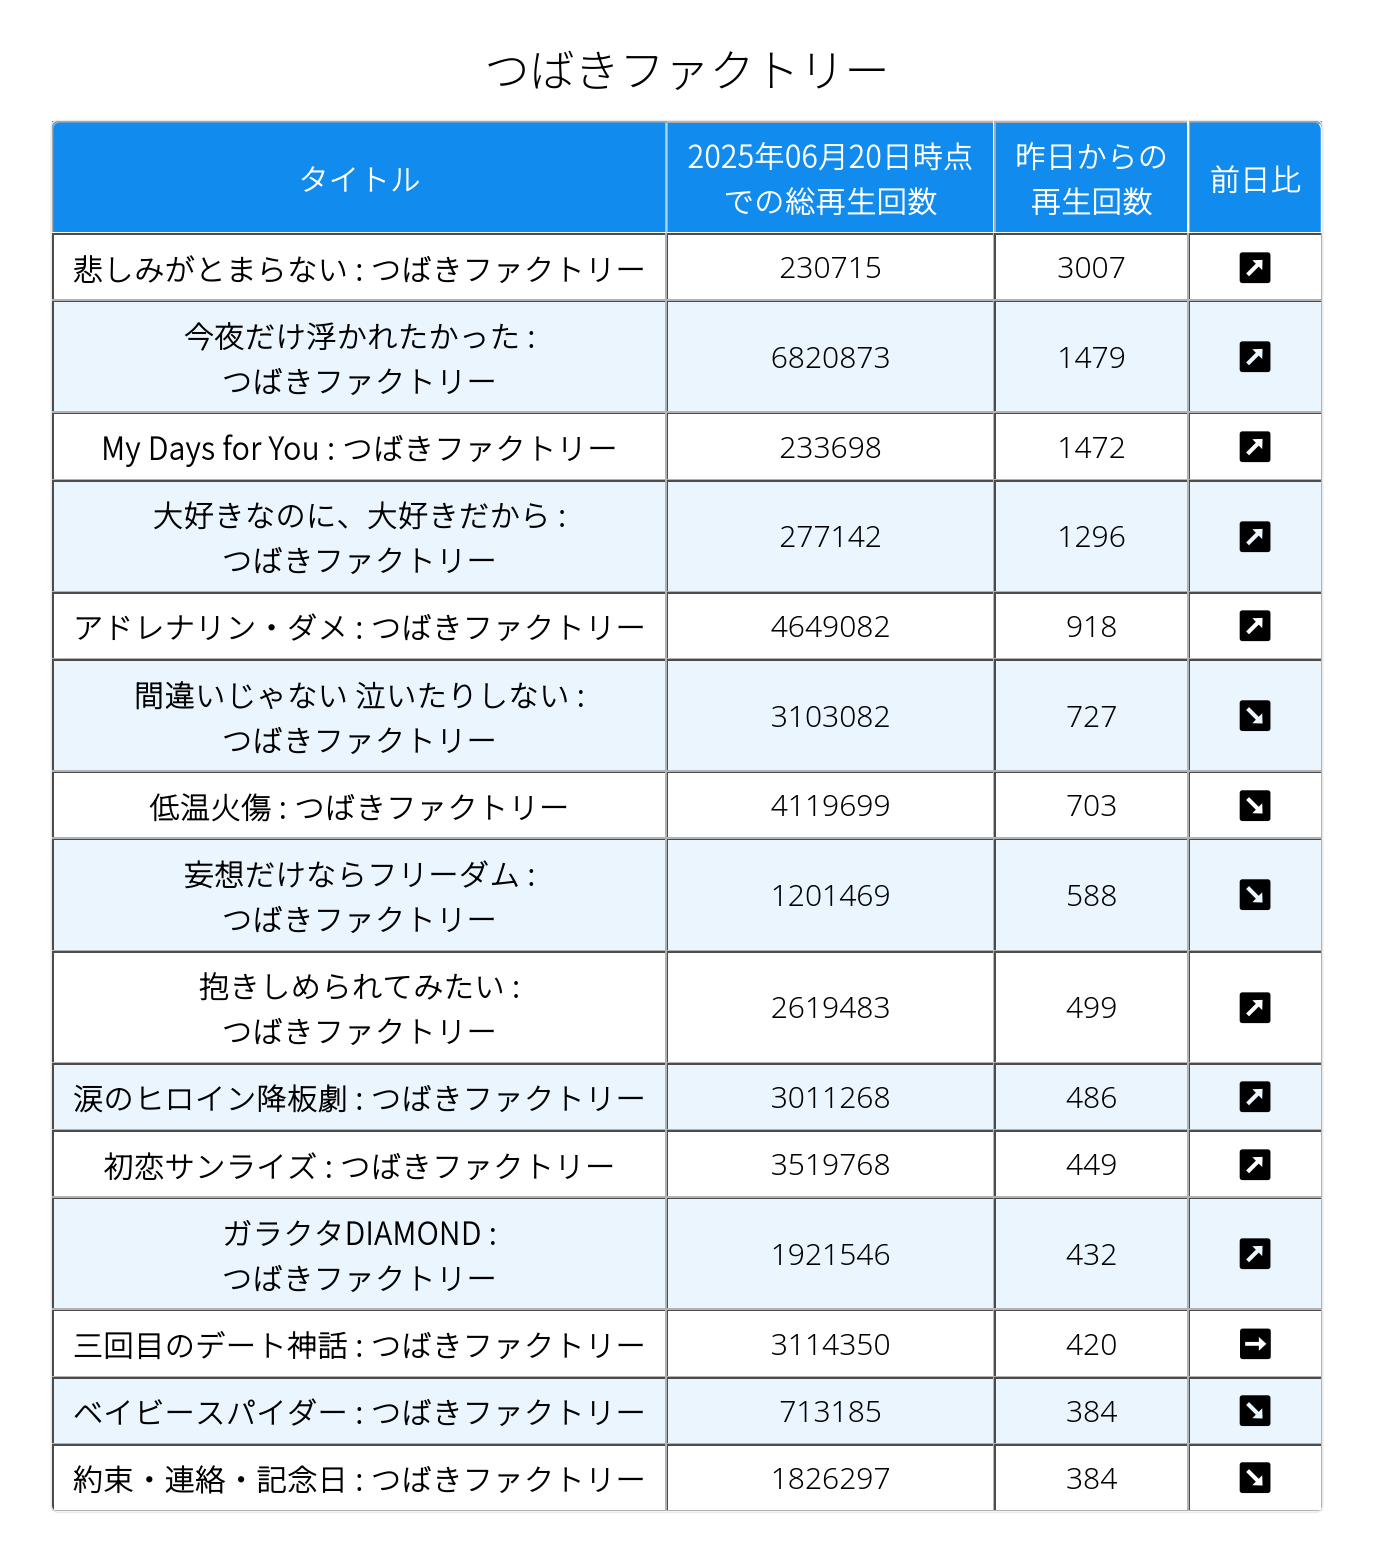 つばきファクトリー
タイトル
2025年06月20日時点
での総再生回数
昨日からの
再生回数
前日比
悲しみがとまらない : つばきファクトリー 230715 3007
今夜だけ浮かれたかった :
つばきファクトリー
6820873 1479
My Days for You : つばきファクトリー 233698 1472
大好きなのに、大好きだから :
つばきファクトリー
277142 1296
アドレナリン・ダメ : つばきファクトリー 4649082 918
間違いじゃない 泣いたりしない :
つばきファクトリー
3103082 727
低温火傷 : つばきファクトリー 4119699 703
妄想だけならフリーダム :
つばきファクトリー
1201469 588
抱きしめられてみたい :
つばきファクトリー
2619483 499
涙のヒロイン降板劇 : つばきファクトリー 3011268 486
初恋サンライズ : つばきファクトリー 3519768 449
ガラクタDIAMOND :
つばきファクトリー
1921546 432
三回目のデート神話 : つばきファクトリー 3114350 420
ベイビースパイダー : つばきファクトリー 713185 384
約束・連絡・記念日 : つばきファクトリー 1826297 384